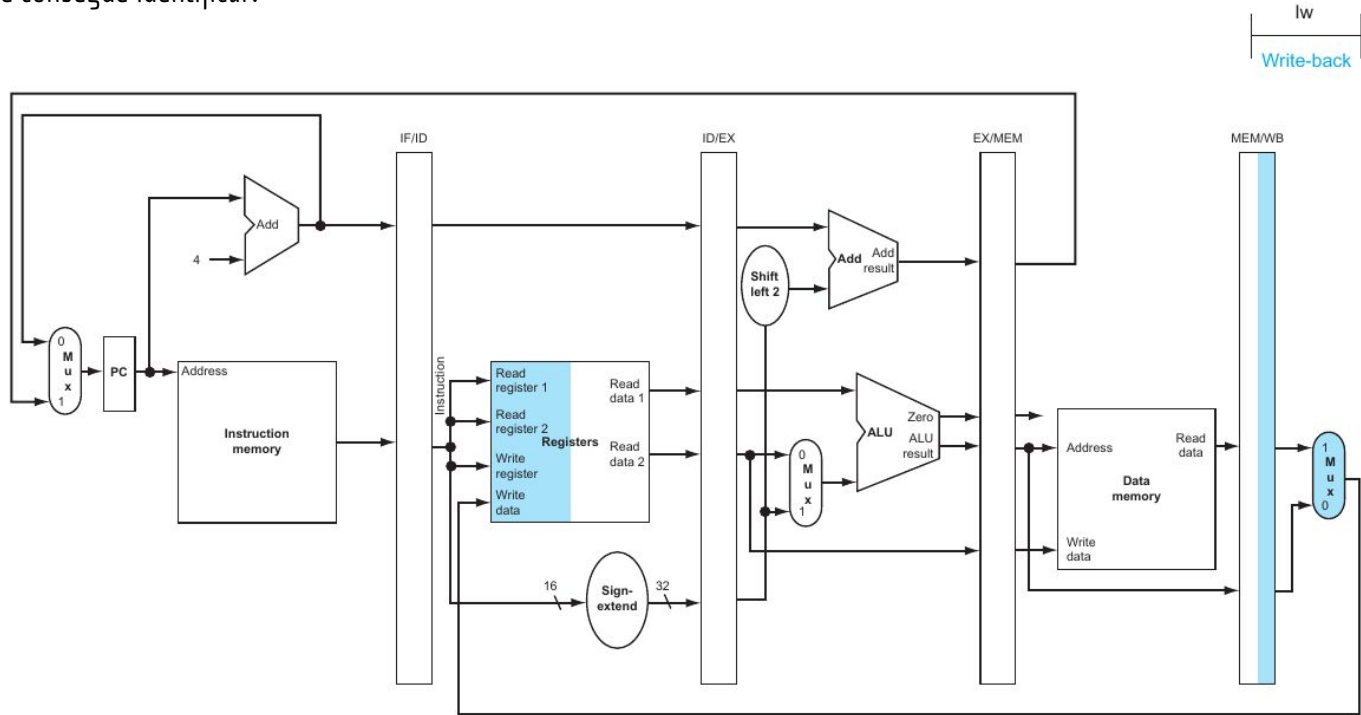 e consegue identificar?
lw
Write-back
IF/ID
ID/EX
EX/MEM
MEM/WB
Add
4
Add
Add
result
Shift
left 2
0
M
u
x
1
PC
Address
Instruction
memory
Instruction
Read
register 1
Read
register 2
Write
register
Write
data
Registers
Read
data 1
Read
data 2
16
Sign-
extend
32
0
M
u
x
1
Zero
ALU
ALU
result
Address
Read
data
Data
memory
Write
data
1
M
u
x
0